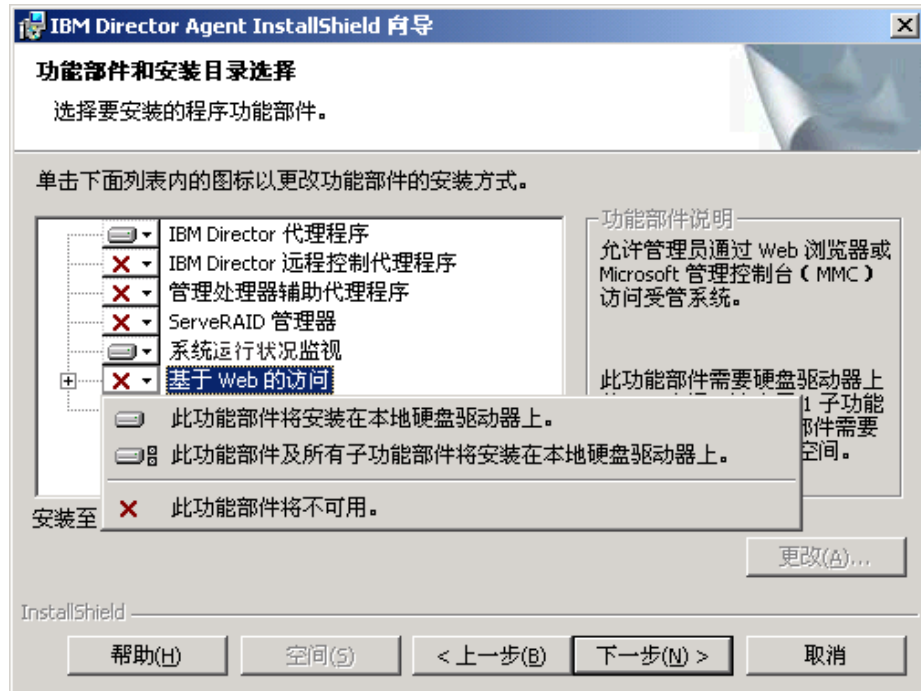 IBM Director Agent InstallShield 向导
功能部件和安装目录选择
选择要安装的程序功能部件。
单击下面列表内的图标以更改功能部件的安装方式。
IBM Director 代理程序
IBM Director 远程控制代理程序
管理处理器辅助代理程序
ServeRAID 管理器
系统运行状况监视
基于 Web 的访问
功能部件说明
允许管理员通过 Web 浏览器或
Microsoft 管理控制台（MMC）
访问受管系统。
此功能部件需要硬盘驱动器上
1 子功能
部件需要
空间。
此功能部件将安装在本地硬盘驱动器上。
此功能部件及所有子功能部件将安装在本地硬盘驱动器上。
此功能部件将不可用。
安装至
更改(A)...
InstallShield
帮助(H)
空间(S)
< 上一步(B)
下一步(N) >
取消